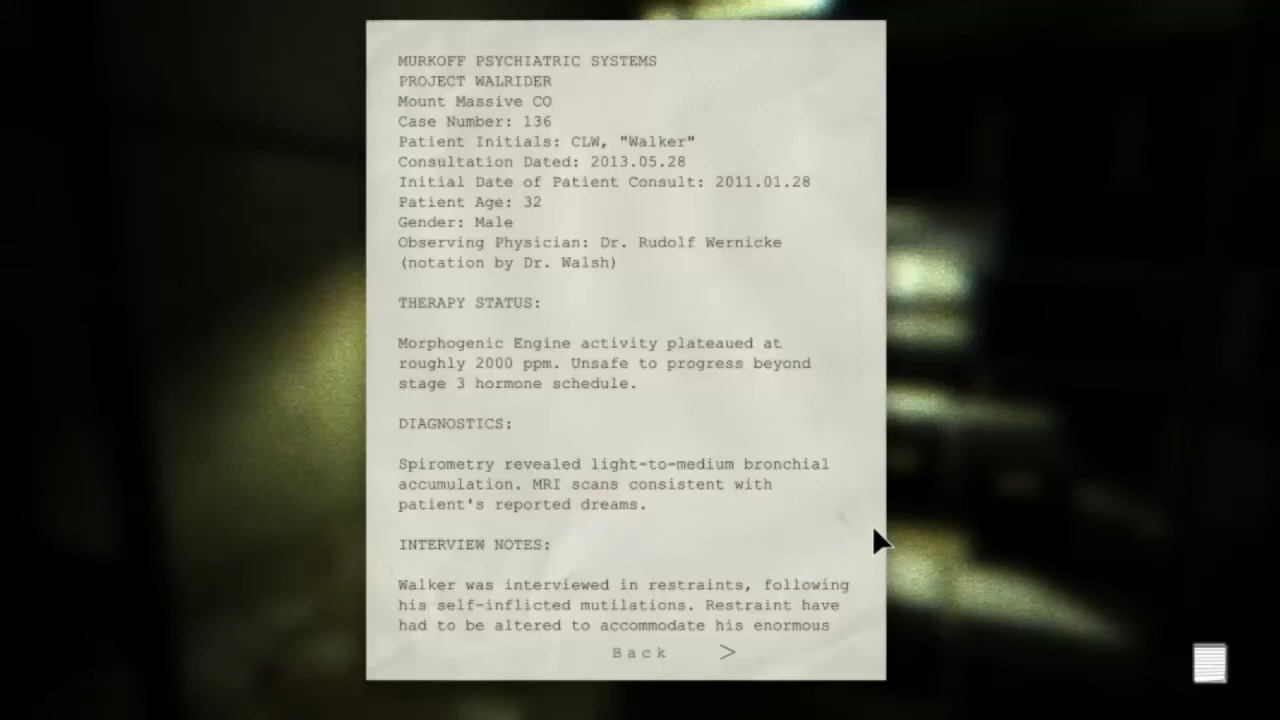 MURKOFF PSYCHIATRIC SYSTEMS
PROJECT WALRIDER
Mount Massive CO
Case Number: 136
Patient Initials: CLW, "Walker"
Consultation Dated: 2013.05.28
Initial Date of Patient Consult: 2011.01.28
Patient Age: 32
Gender: Male
Observing Physician: Dr. Rudolf Wernicke
(notation by Dr. Walsh)
THERAPY STATUS:
Morphogenic Engine activity plateaued at
roughly 2000 ppm. Unsafe to progress beyond
stage 3 hormone schedule.
DIAGNOSTICS:
Spirometry revealed light-to-medium bronchial
accumulation. MRI scans consistent with
patient's reported dreams.
INTERVIEW NOTES:
Walker was interviewed in restraints, following
his self-inflicted mutilations. Restraint have
had to be altered to accommodate his enormous
Back >